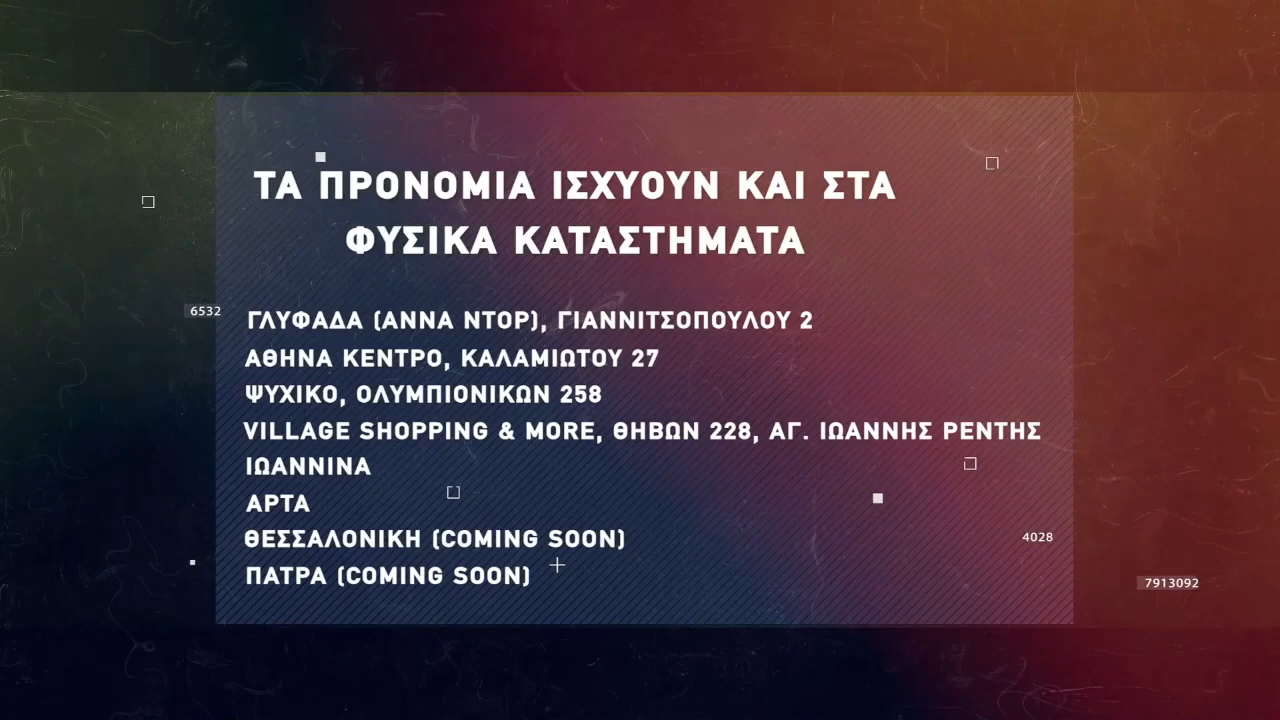 ΤΑ ΠΡΟΝΟΜΙΑ ΙΣΧΥΟΥΝ ΚΑΙ ΣΤΑ
ΦΥΣΙΚΑ ΚΑΤΑΣΤΗΜΑΤΑ
6532
ΓΛΥΦΑΔΑ (ΑΝΝΑ ΝΤΟΡ), ΓΙΑΝΝΙΤΣΟΠΟΥΛΟΥ 2
ΑΘΗΝΑ ΚΕΝΤΡΟ, ΚΑΛΑΜΙΩΤΟΥ 27
ΨΥΧΙΚΟ, ΟΛΥΜΠΙΟΝΙΚΩΝ 258
VILLAGE SHOPPING & MORE, ΘΗΒΩΝ 228, ΑΓ. ΙΩΑΝΝΗΣ ΡΕΝΤΗΣ
ΙΩΑΝΝΙΝΑ
ΑΡΤΑ
ΘΕΣΣΑΛΟΝΙΚΗ (COMING SOON)
4028
ΠΑΤΡΑ (COMING SOON)
7913092